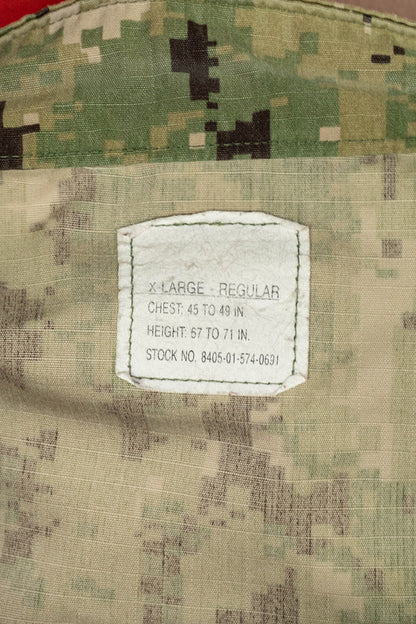 X-LARGE - REGULAR
CHEST: 45 TO 49 IN.
HEIGHT: 67 TO 71 IN.
STOCK NO. 8405-01-574-0691